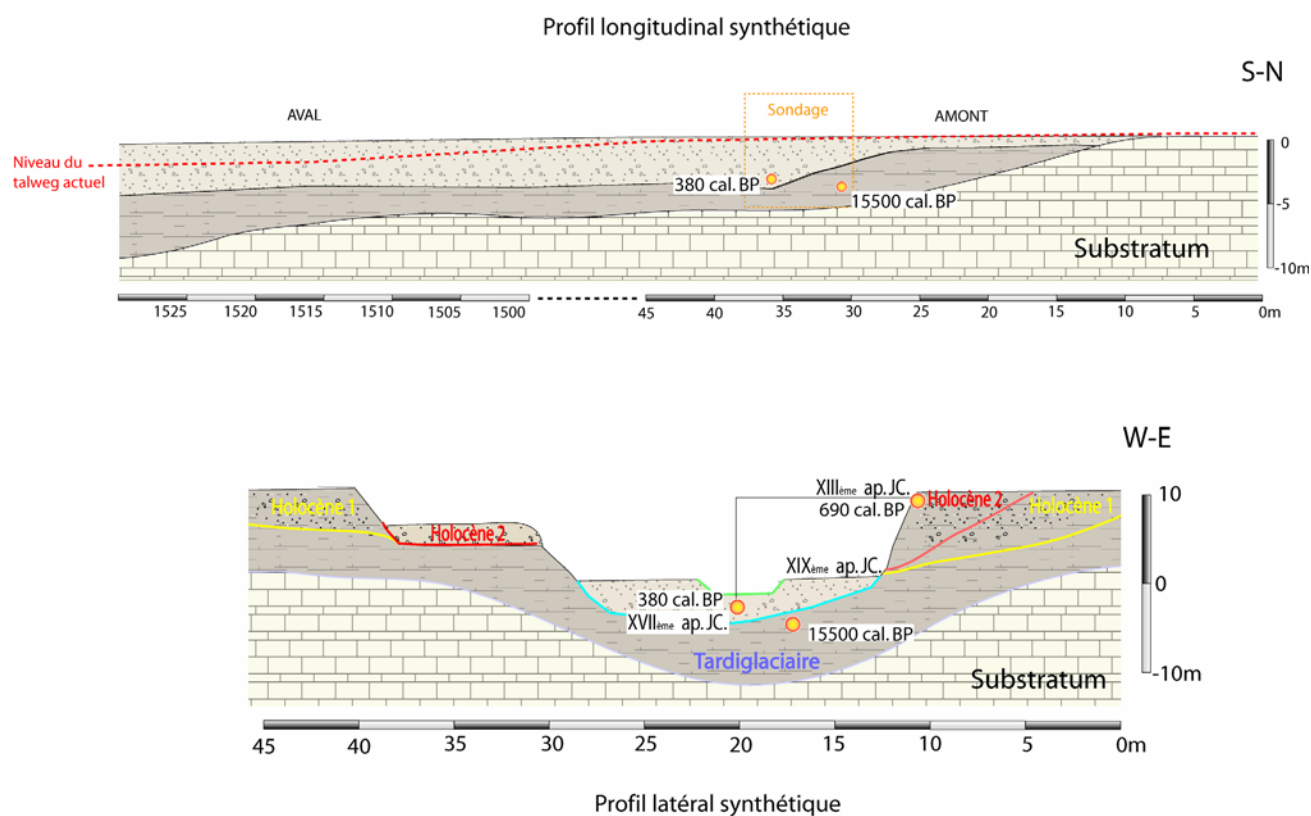 Profil longitudinal synthétique
S-N
AVAL
Sondage
AMONT
Niveau du
talweg actuel
0
380 cal. BP
15500 cal. BP
-5
Substratum
-10m
1525 1520 1515 1510 1505 1500 45 40 35 30 25 20 15 10 5 0m
W-E
XIIIème ap. JC.
690 cal. BP
Holocène 2
Holocène 1
10
Holocène 1
Holocène 2
XIXème ap. JC.
0
380 cal. BP
XVIIème ap. JC.
15500 cal. BP
Tardiglaciaire
Substratum
-10m
45 40 35 30 25 20 15 10 5 0m
Profil latéral synthétique